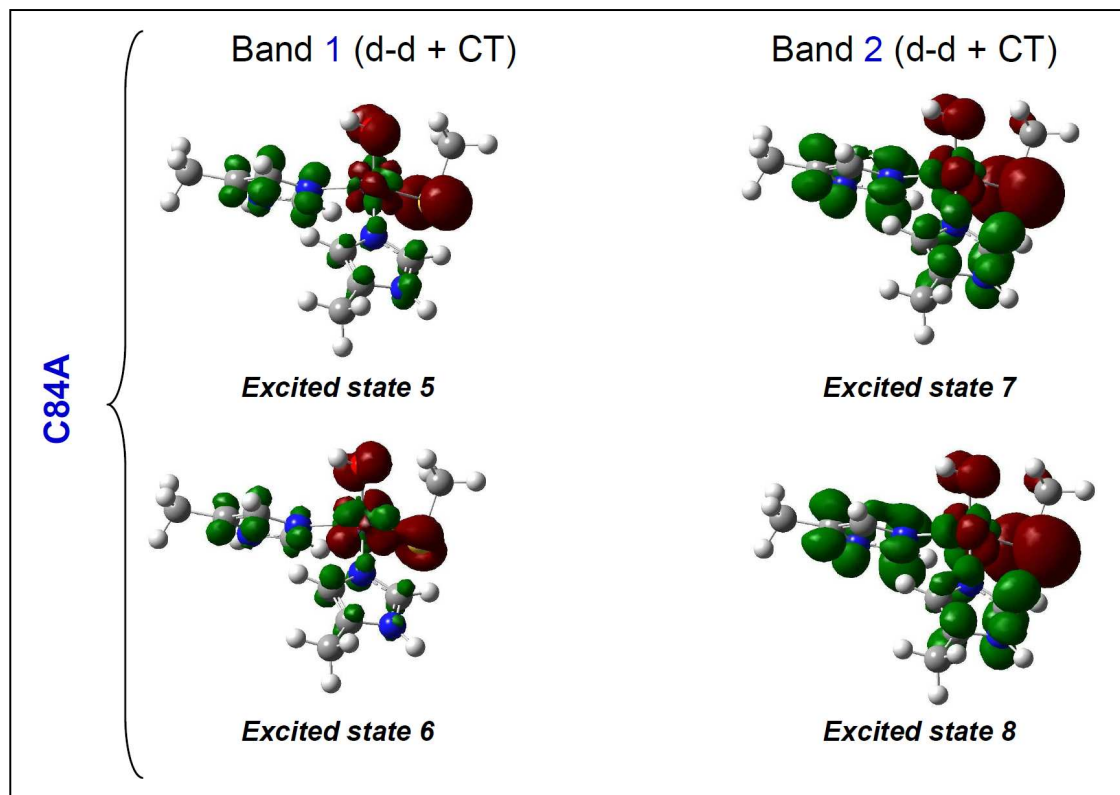 C84A
Band 1 (d-d + CT)
Band 2 (d-d + CT)
Excited state 5
Excited state 7
Excited state 6
Excited state 8